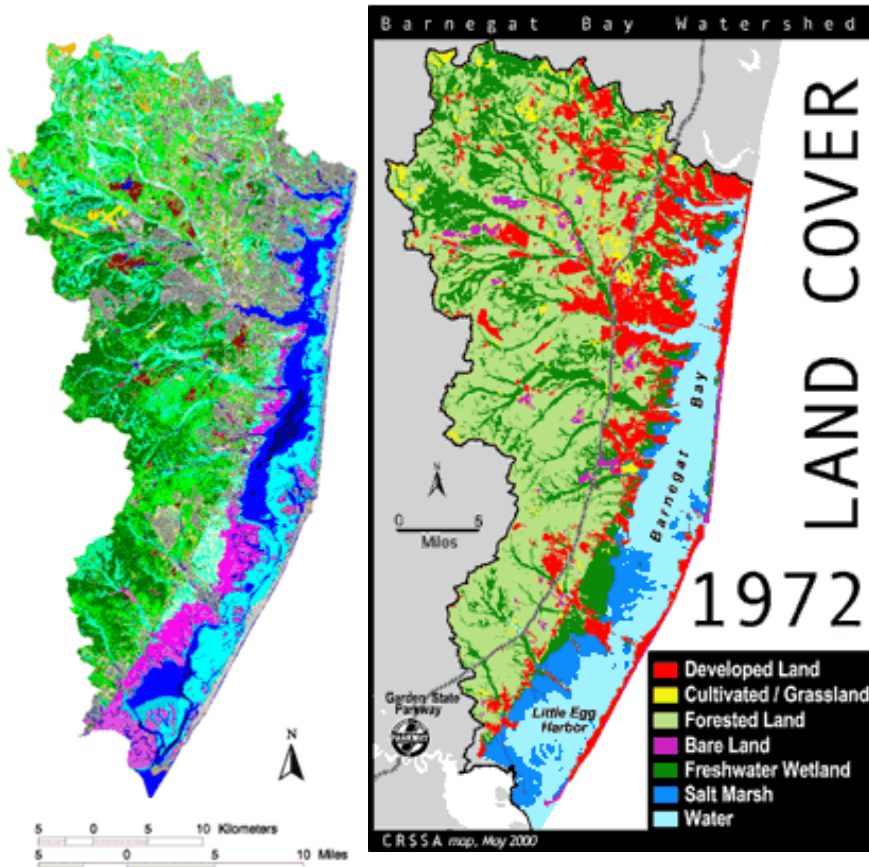 N
5 0 5 10 Kilometers
5 0 5 10 Miles
Barnegat Bay Watershed
LAND COVER
1972
Barnegat Bay
N
0 5
Miles
Garden State
Parkway
Little Egg
Harbor
Developed Land
Cultivated / Grassland
Forested Land
Bare Land
Freshwater Wetland
Salt Marsh
Water
CRSSA map, May 2000